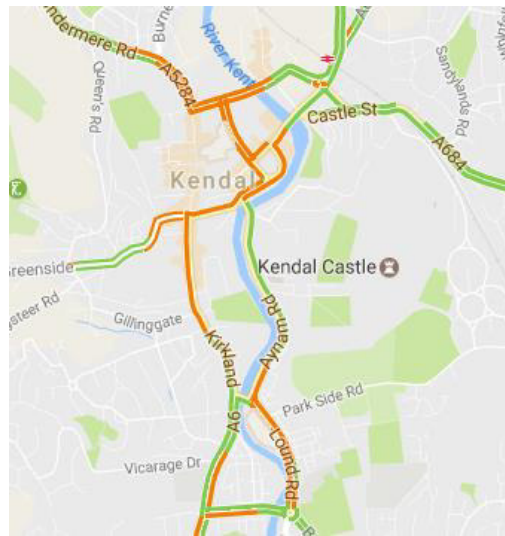 ndermere Rd
Burne
A5284
River Kent
Queen's Rd
Sandylands Rd
Castle St
A684
Kendal
Greenside
Kendal Castle
ysteer Rd
Gillinggate
Aynam Rd
Kirkland
A6
Park Side Rd
Lound Rd
Vicarage Dr